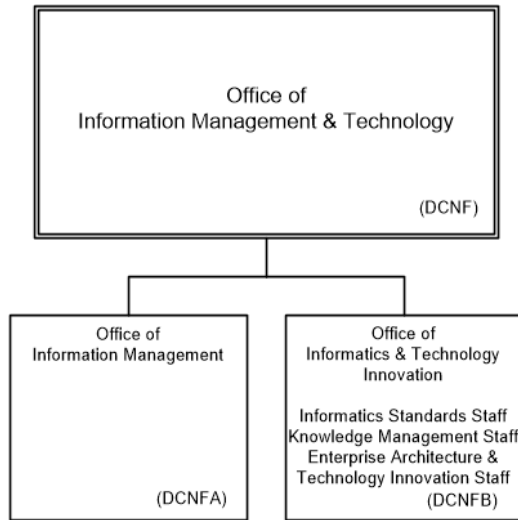 Office of
Information Management & Technology
(DCNF)
Office of
Information Management
(DCNFA)
Office of
Informatics & Technology
Innovation
Informatics Standards Staff
Knowledge Management Staff
Enterprise Architecture &
Technology Innovation Staff
(DCNFB)